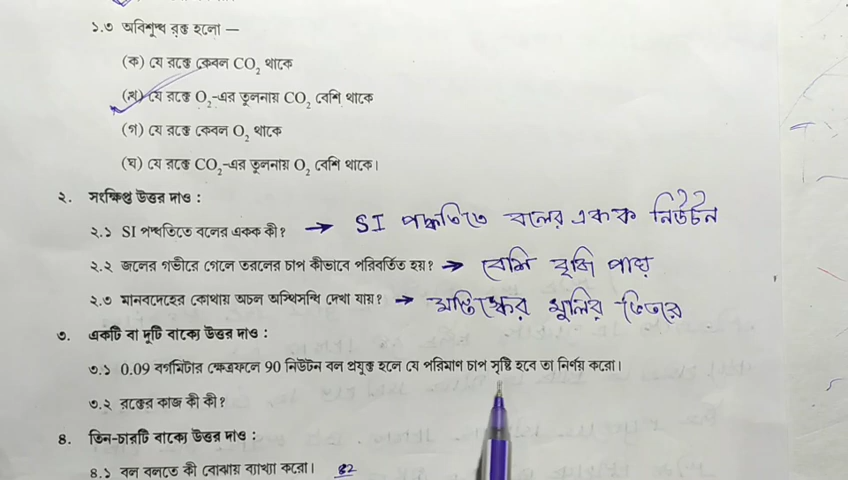 ১.৩ অবিশুদ্ধ রক্ত হলো —
(ক) যে রক্তে কেবল CO₂ থাকে
(খ) যে রক্তে O₂-এর তুলনায় CO₂ বেশি থাকে
(গ) যে রক্তে কেবল O₂ থাকে
(ঘ) যে রক্তে CO₂-এর তুলনায় O₂ বেশি থাকে।
২. সংক্ষিপ্ত উত্তর দাও :
২.১ SI পদ্ধতিতে বলের একক কী? → SI পদ্ধতিতে বলের একক নিউটন
২.২ জলের গভীরে গেলে তরলের চাপ কীভাবে পরিবর্তিত হয়? → বেশি বৃদ্ধি পায়
২.৩ মানবদেহের কোথায় অচল অস্থিসন্ধি দেখা যায়? → মস্তিষ্কের খুলির ভিতরে
৩. একটি বা দুটি বাক্যে উত্তর দাও :
৩.১ 0.09 বর্গমিটার ক্ষেত্রফলে 90 নিউটন বল প্রযুক্ত হলে যে পরিমাণ চাপ সৃষ্টি হবে তা নির্ণয় করো।
৩.২ রক্তের কাজ কী কী?
৪. তিন-চারটি বাক্যে উত্তর দাও :
৪.১ বল বলতে কী বোঝায় ব্যাখ্যা করো।